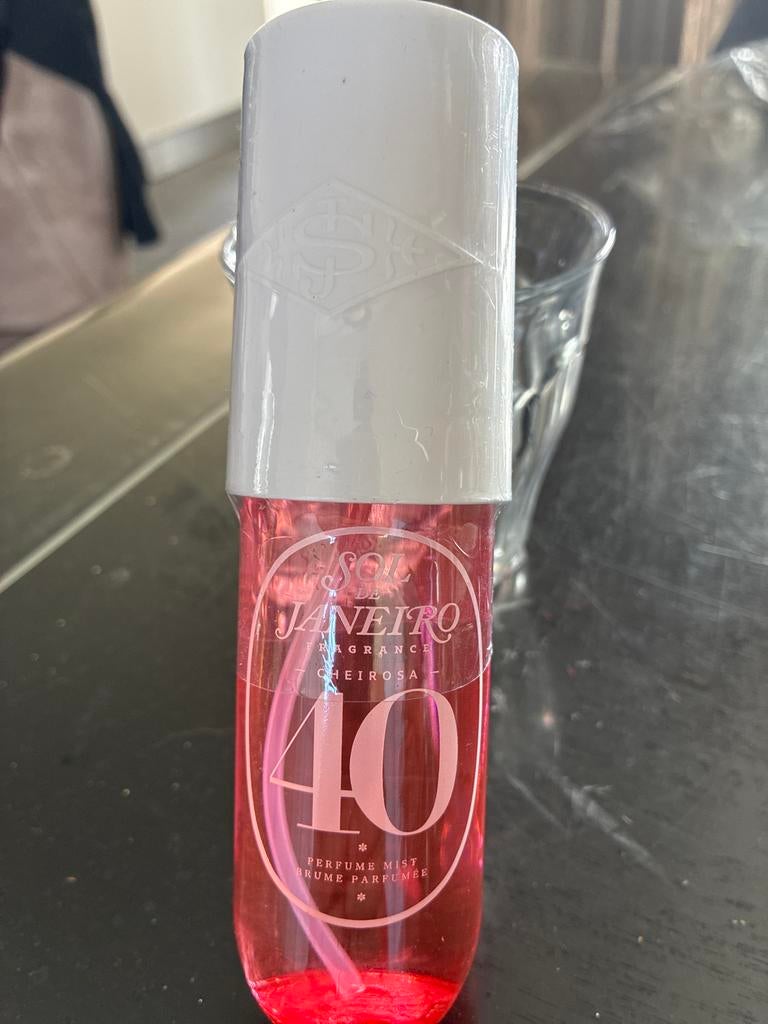 SOL
DE
JANEIRO
FRAGRANCE
CHEIROSA
40
PERFUME MIST
BRUME PARFUMÉE